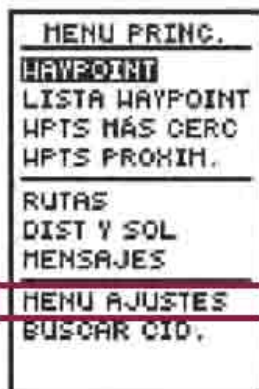 MENU PRINC.
WAYPOINT
LISTA WAYPOINT
WPTS MÁS CERC
WPTS PROXIM.
RUTAS
DIST Y SOL
MENSAJES
MENU AJUSTES
BUSCAR CID.